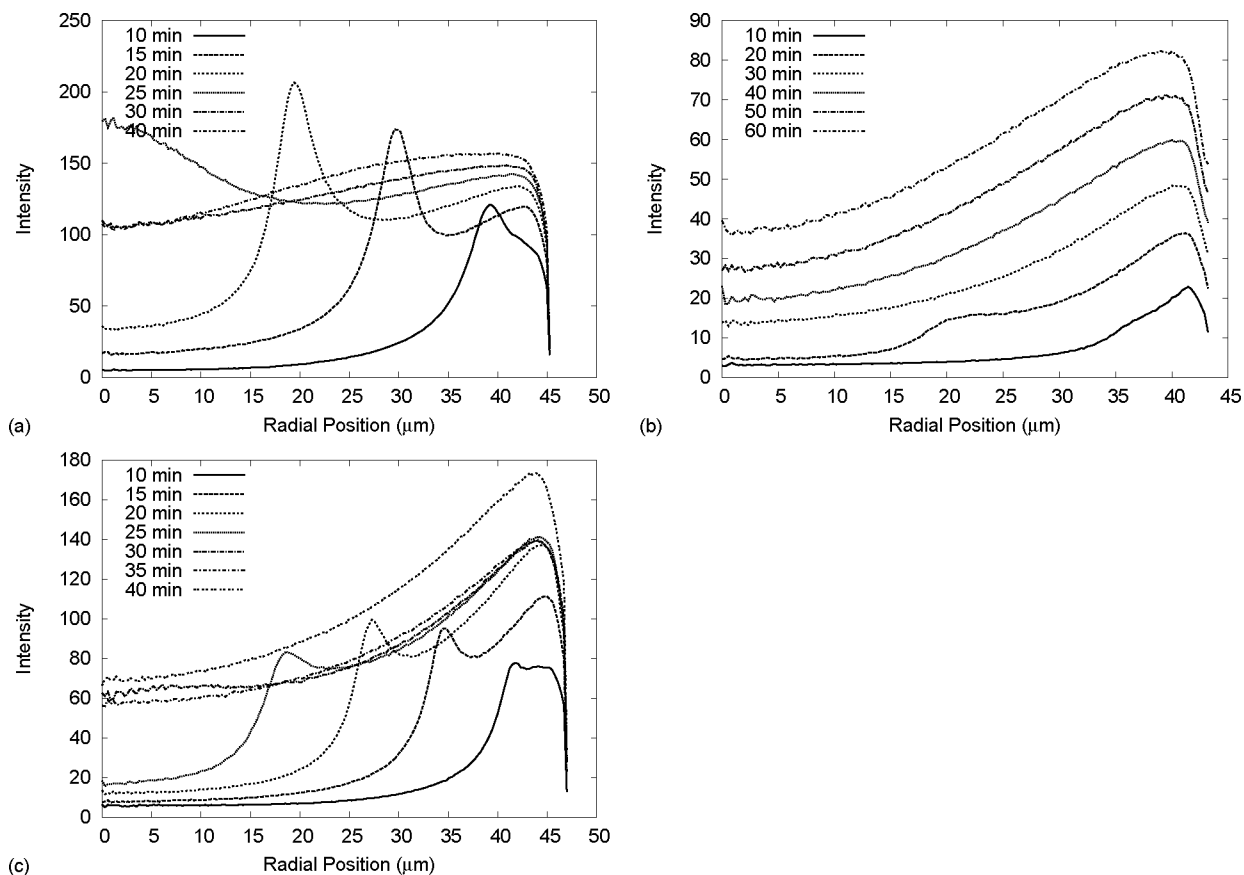 250
200
150
100
50
0
Intensity
10 min
15 min
20 min
25 min
30 min
40 min
0 5 10 15 20 25 30 35 40 45 50
Radial Position (μm)
(a)
90
80
70
60
50
40
30
20
10
0
Intensity
10 min
20 min
30 min
40 min
50 min
60 min
0 5 10 15 20 25 30 35 40 45
Radial Position (μm)
(b)
180
160
140
120
100
80
60
40
20
0
Intensity
10 min
15 min
20 min
25 min
30 min
35 min
40 min
0 5 10 15 20 25 30 35 40 45 50
Radial Position (μm)
(c)